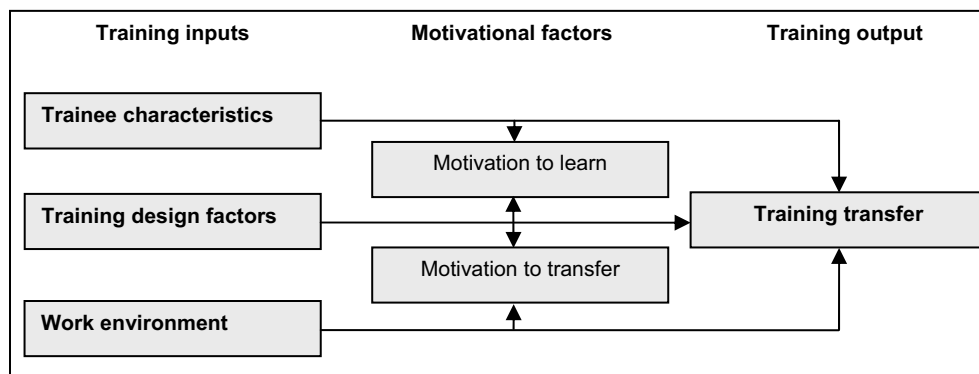 Training inputs Motivational factors Training output
Trainee characteristics
Motivation to learn
Training design factors
Training transfer
Motivation to transfer
Work environment